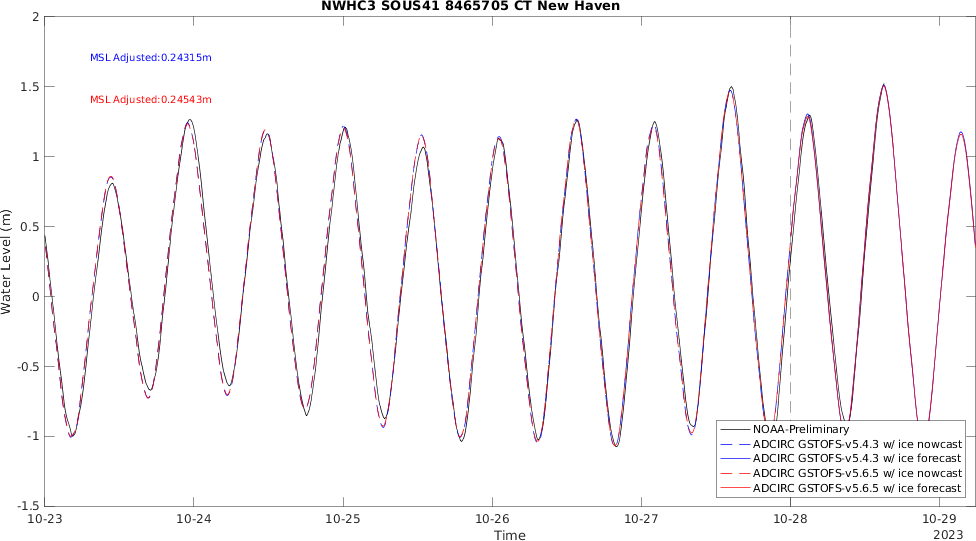 NWHC3 SOUS41 8465705 CT New Haven
2
MSL Adjusted:0.24315m
1.5
MSL Adjusted:0.24543m
1
0.5
Water Level (m)
0
-0.5
-1
NOAA-Preliminary
ADCIRC GSTOFS-v5.4.3 w/ ice nowcast
ADCIRC GSTOFS-v5.4.3 w/ ice forecast
ADCIRC GSTOFS-v5.6.5 w/ ice nowcast
ADCIRC GSTOFS-v5.6.5 w/ ice forecast
-1.5
10-23 10-24 10-25 10-26 10-27 10-28 10-29
Time 2023